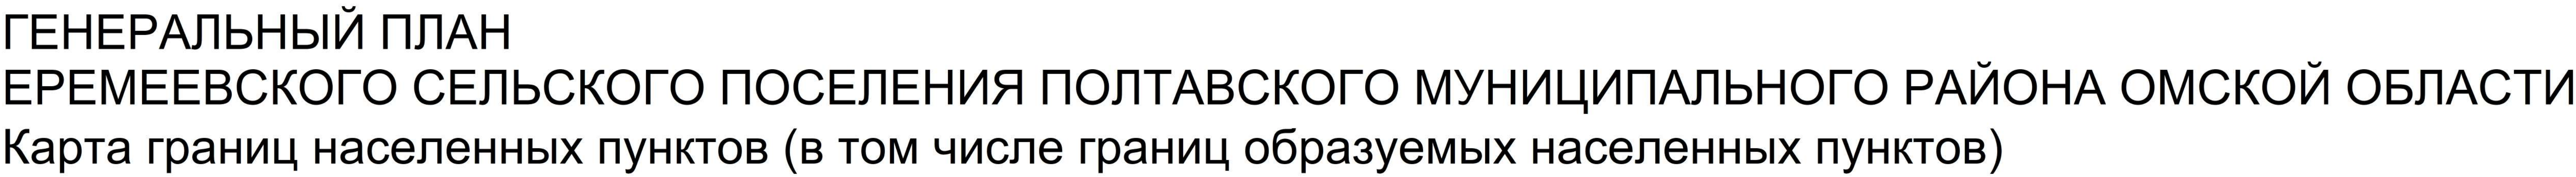 ГЕНЕРАЛЬНЫЙ ПЛАН
ЕРЕМЕЕВСКОГО СЕЛЬСКОГО ПОСЕЛЕНИЯ ПОЛТАВСКОГО МУНИЦИПАЛЬНОГО РАЙОНА ОМСКОЙ ОБЛАСТИ
Карта границ населенных пунктов (в том числе границ образуемых населенных пунктов)